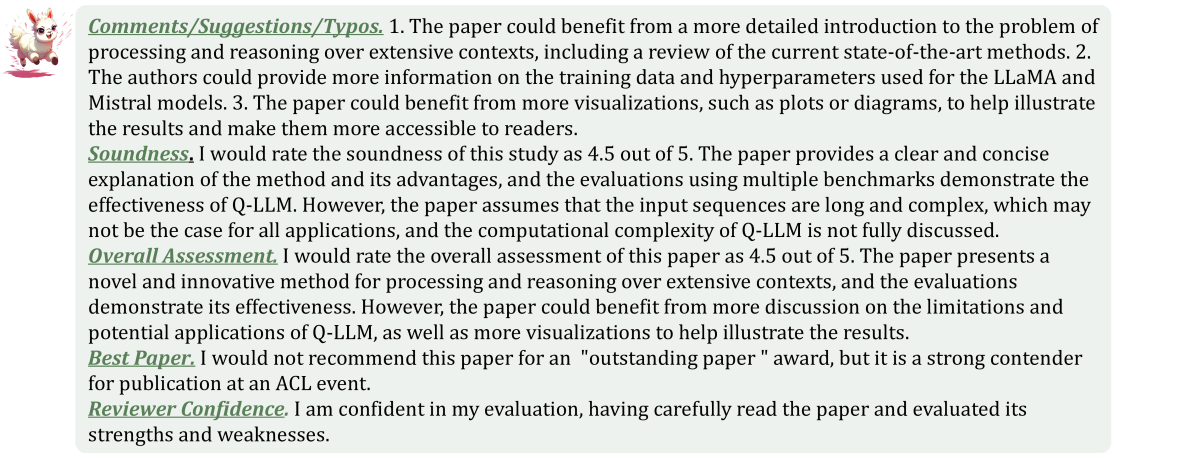 Comments/Suggestions/Typos. 1. The paper could benefit from a more detailed introduction to the problem of
processing and reasoning over extensive contexts, including a review of the current state-of-the-art methods. 2.
The authors could provide more information on the training data and hyperparameters used for the LLaMA and
Mistral models. 3. The paper could benefit from more visualizations, such as plots or diagrams, to help illustrate
the results and make them more accessible to readers.
Soundness. I would rate the soundness of this study as 4.5 out of 5. The paper provides a clear and concise
explanation of the method and its advantages, and the evaluations using multiple benchmarks demonstrate the
effectiveness of Q-LLM. However, the paper assumes that the input sequences are long and complex, which may
not be the case for all applications, and the computational complexity of Q-LLM is not fully discussed.
Overall Assessment. I would rate the overall assessment of this paper as 4.5 out of 5. The paper presents a
novel and innovative method for processing and reasoning over extensive contexts, and the evaluations
demonstrate its effectiveness. However, the paper could benefit from more discussion on the limitations and
potential applications of Q-LLM, as well as more visualizations to help illustrate the results.
Best Paper. I would not recommend this paper for an "outstanding paper " award, but it is a strong contender
for publication at an ACL event.
Reviewer Confidence. I am confident in my evaluation, having carefully read the paper and evaluated its
strengths and weaknesses.